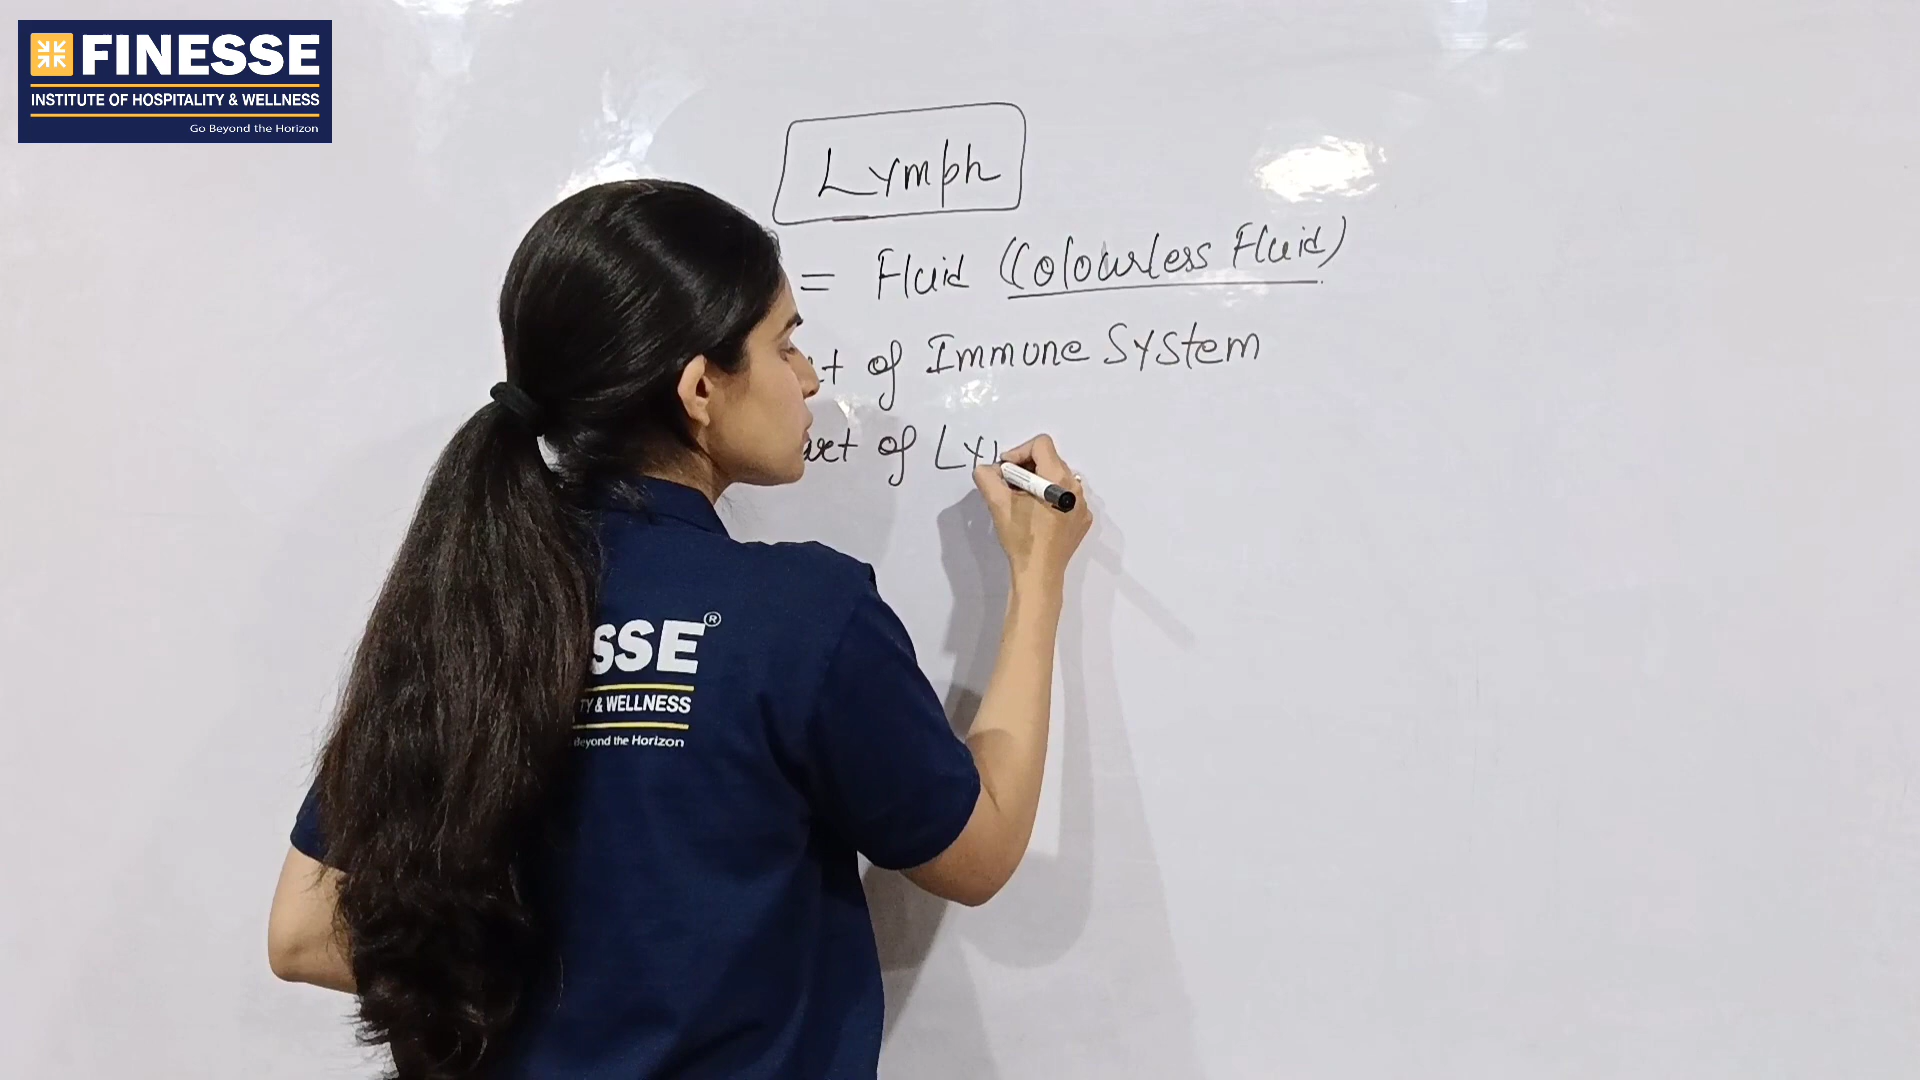 FINESSE
INSTITUTE OF HOSPITALITY & WELLNESS
Go Beyond the Horizon
Lymph
= Fluid (Colourless Fluid)
of Immune System
of
SSE®
& WELLNESS
Beyond the Horizon